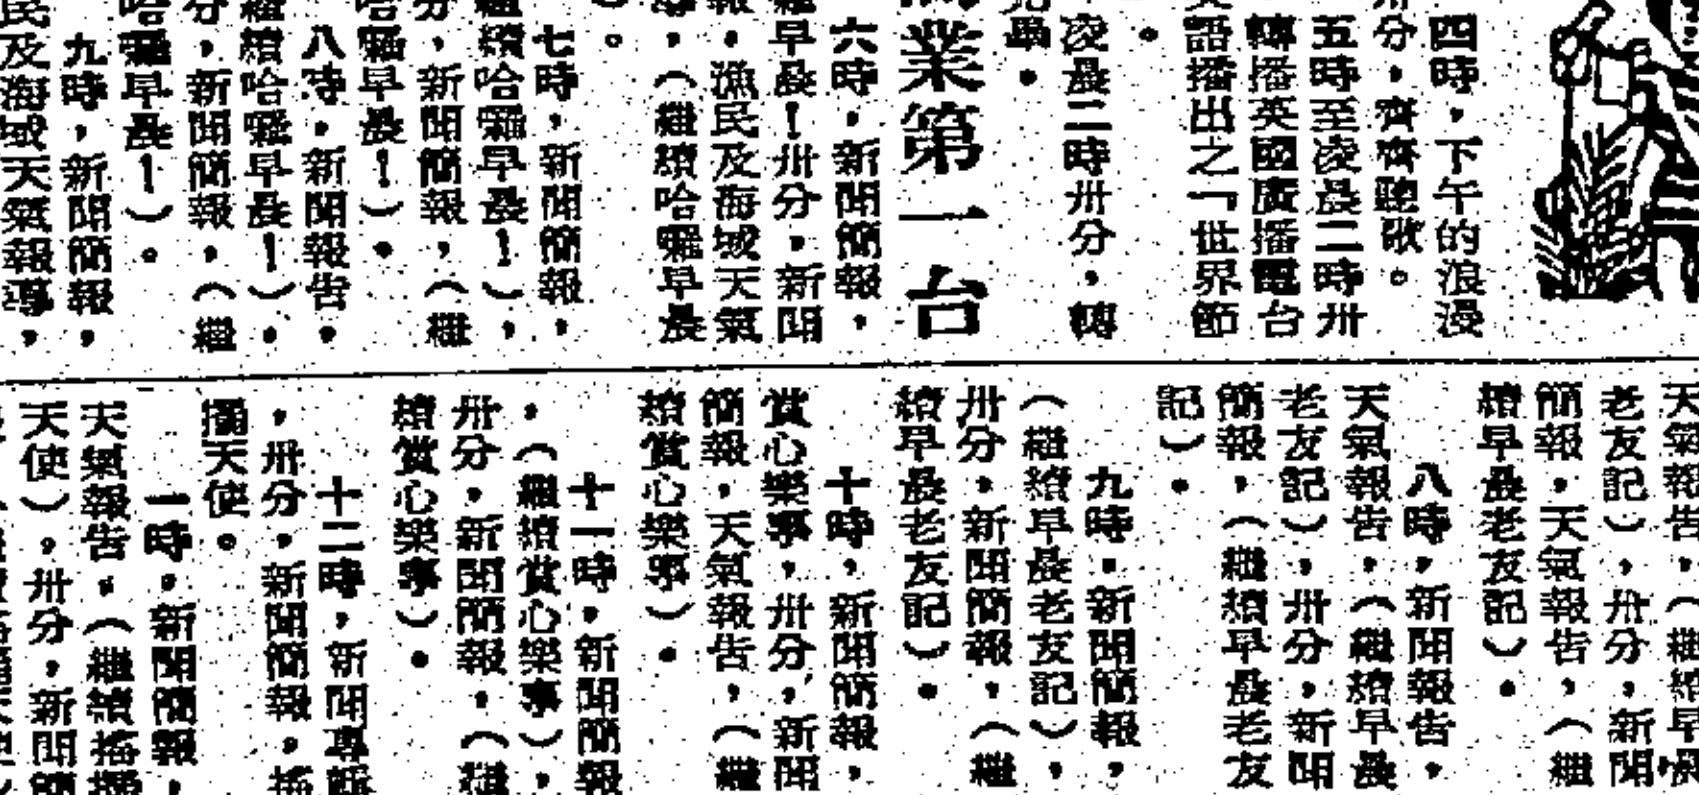 四時，下午的浪漫
卅分，齊齊聽歌。
五時至凌晨二時卅
轉播英國廣播電台
語播出之「世界節
。
凌晨二時卅分，轉
業第一台
六時，新聞簡報，
早晨！卅分，新聞
，漁民及海域天氣
，（繼續哈囉早晨
。
七時，新聞簡報，
繼續哈囉早晨！），
分，新聞簡報，（繼
哈囉早晨！）。
八時，新聞報告，
繼續哈囉早晨！），
分，新聞簡報，（繼
哈囉早晨！）。
九時，新聞簡報，
民及海域天氣報導，
天氣報告，（繼續早晨
老友記），卅分，新聞
簡報，天氣報告，（繼
續早晨老友記）。
八時，新聞報告，
天氣報告，（繼續早晨
老友記），卅分，新聞
簡報，（繼續早晨老友
記）。
九時，新聞簡報，
（繼續早晨老友記），
卅分，新聞簡報，（繼
續早晨老友記）。
十時，新聞簡報，
賞心樂事，卅分，新聞
簡報，天氣報告，（繼
續賞心樂事）。
十一時，新聞簡報
，（繼續賞心樂事），
卅分，新聞簡報，（繼
續賞心樂事）。
十二時，新聞專輯
，卅分，新聞簡報，搖
擺天使。
一時，新聞簡報，
天氣報告，（繼續搖擺
天使）。卅分，新聞簡